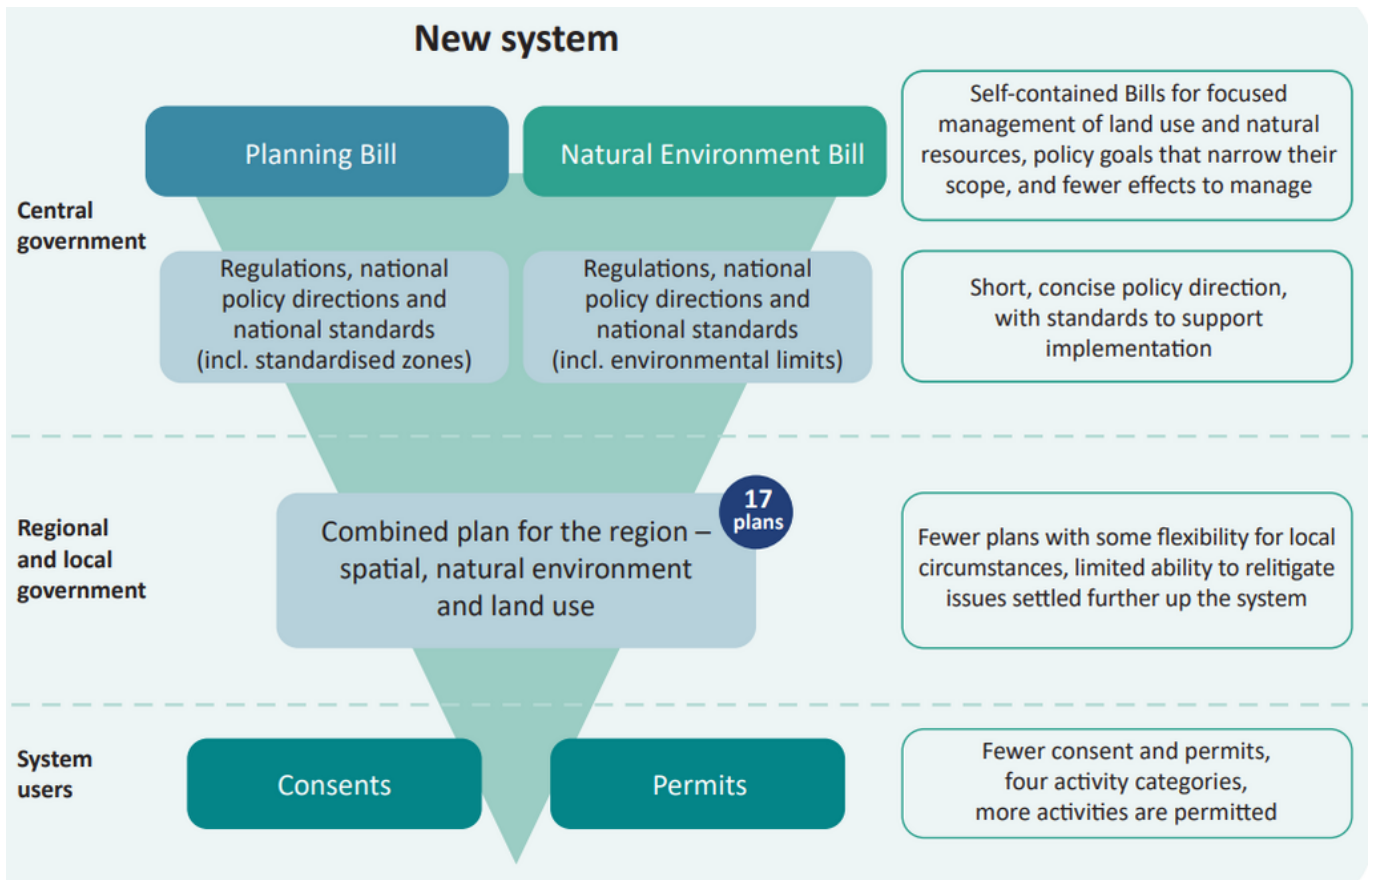 New system
Planning Bill
Natural Environment Bill
Self-contained Bills for focused
management of land use and natural
resources, policy goals that narrow their
scope, and fewer effects to manage
Central
government
Regulations, national
policy directions and
national standards
(incl. standardised zones)
Regulations, national
policy directions and
national standards
(incl. environmental limits)
Short, concise policy direction,
with standards to support
implementation
Regional
and local
government
Combined plan for the region –
spatial, natural environment
and land use
17
plans
Fewer plans with some flexibility for local
circumstances, limited ability to relitigate
issues settled further up the system
System
users
Consents
Permits
Fewer consent and permits,
four activity categories,
more activities are permitted